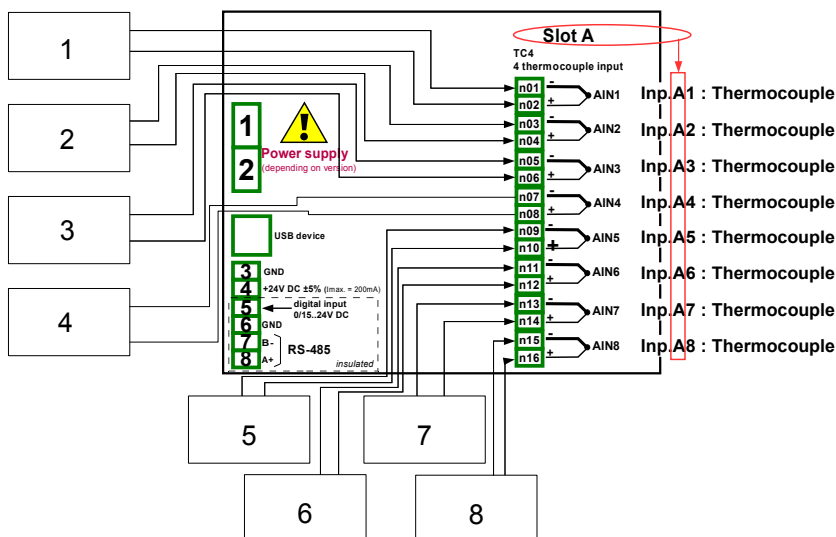 1
2
3
4
5
6
7
8
Slot A
TC4
4 thermocouple input
n01 - AIN1 Inp.A1 : Thermocouple
n02 +
n03 - AIN2 Inp.A2 : Thermocouple
n04 +
n05 - AIN3 Inp.A3 : Thermocouple
n06 +
n07 - AIN4 Inp.A4 : Thermocouple
n08 +
n09 - AIN5 Inp.A5 : Thermocouple
n10 +
n11 - AIN6 Inp.A6 : Thermocouple
n12 +
n13 - AIN7 Inp.A7 : Thermocouple
n14 +
n15 - AIN8 Inp.A8 : Thermocouple
n16 +
1
2
!
Power supply
(depending on version)
USB device
3 GND
4 +24V DC ±5% (Imax. = 200mA)
5 digital input
0/15..24V DC
6 GND
7 B-
8 A+
RS-485
insulated